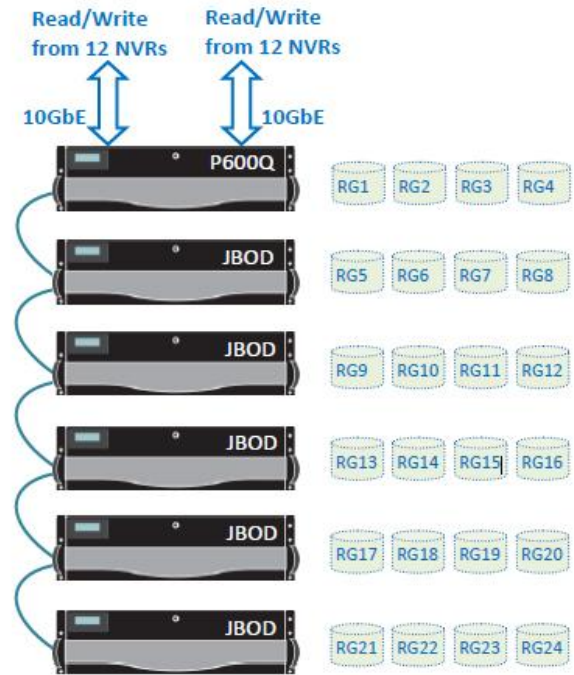 Read/Write
from 12 NVRs
Read/Write
from 12 NVRs
10GbE
10GbE
P600Q
RG1 RG2 RG3 RG4
JBOD
RG5 RG6 RG7 RG8
JBOD
RG9 RG10 RG11 RG12
JBOD
RG13 RG14 RG15 RG16
JBOD
RG17 RG18 RG19 RG20
JBOD
RG21 RG22 RG23 RG24